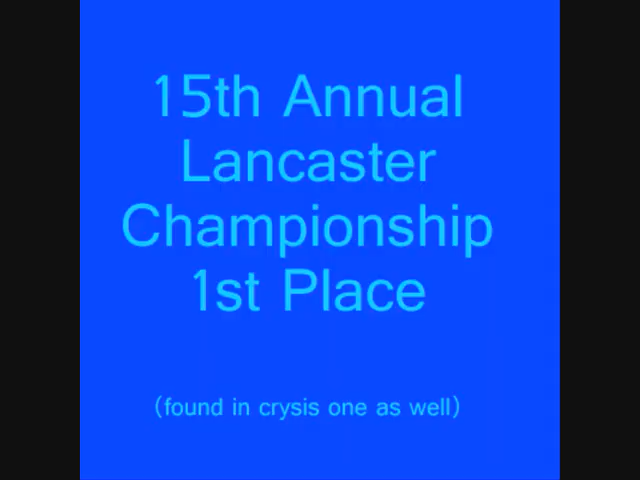 15th Annual
Lancaster
Championship
1st Place
(found in crysis one as well)